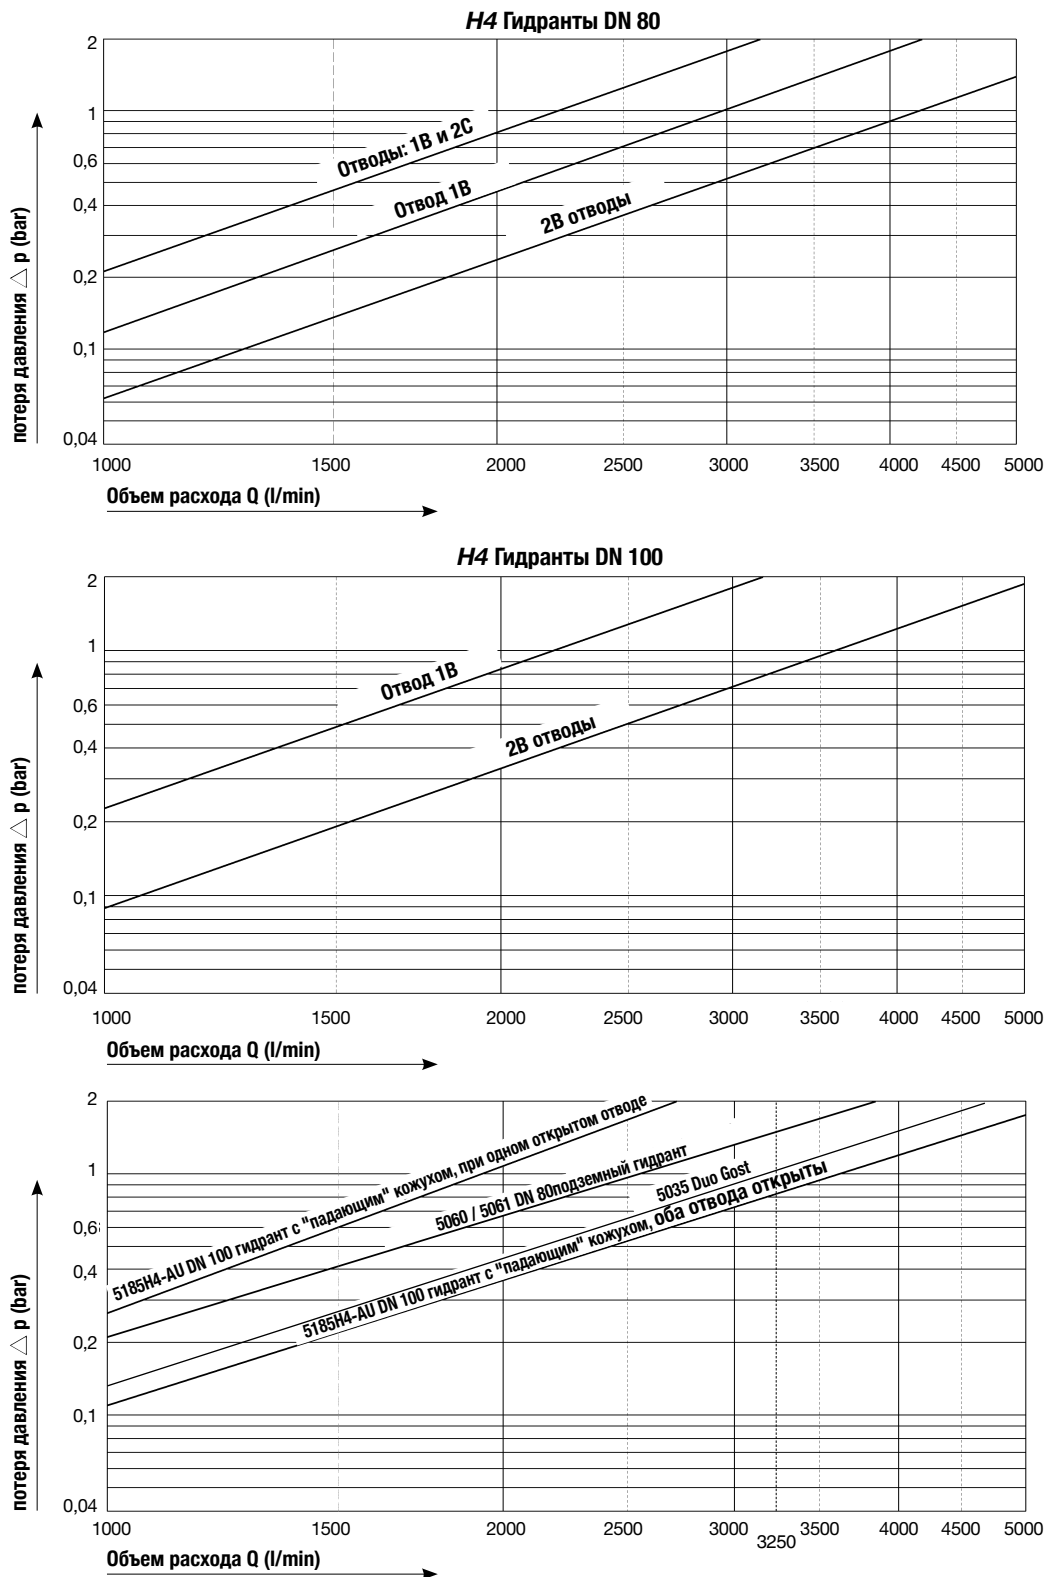 H4 Гидранты DN 80
2
1
0,6
0,4
0,2
0,1
0,04
Отводы: 1B и 2C
Отвод 1B
2B отводы
потеря давления △ p (bar)
1000 1500 2000 2500 3000 3500 4000 4500 5000
Объем расхода Q (l/min)
H4 Гидранты DN 100
2
1
0,6
0,4
0,2
0,1
0,04
Отвод 1B
2B отводы
потеря давления △ p (bar)
1000 1500 2000 2500 3000 3500 4000 4500 5000
Объем расхода Q (l/min)
2
1
0,6
0,4
0,2
0,1
0,04
5185H4-AU DN 100 гидрант с "падающим" кожухом, при одном открытом отводе
5060 / 5061 DN 80подземный гидрант
5035 Duo Gost
5185H4-AU DN 100 гидрант с "падающим" кожухом, оба отвода открыты
потеря давления △ p (bar)
1000 1500 2000 2500 3000 3500 4000 4500 5000
3250
Объем расхода Q (l/min)